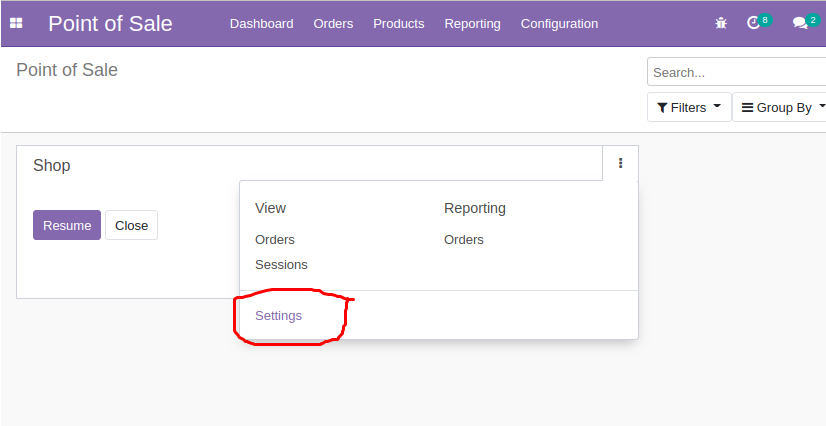 Point of Sale Dashboard Orders Products Reporting Configuration 8 2
Point of Sale
Search...
Filters Group By
Shop
View Reporting
Resume Close
Orders Orders
Sessions
Settings